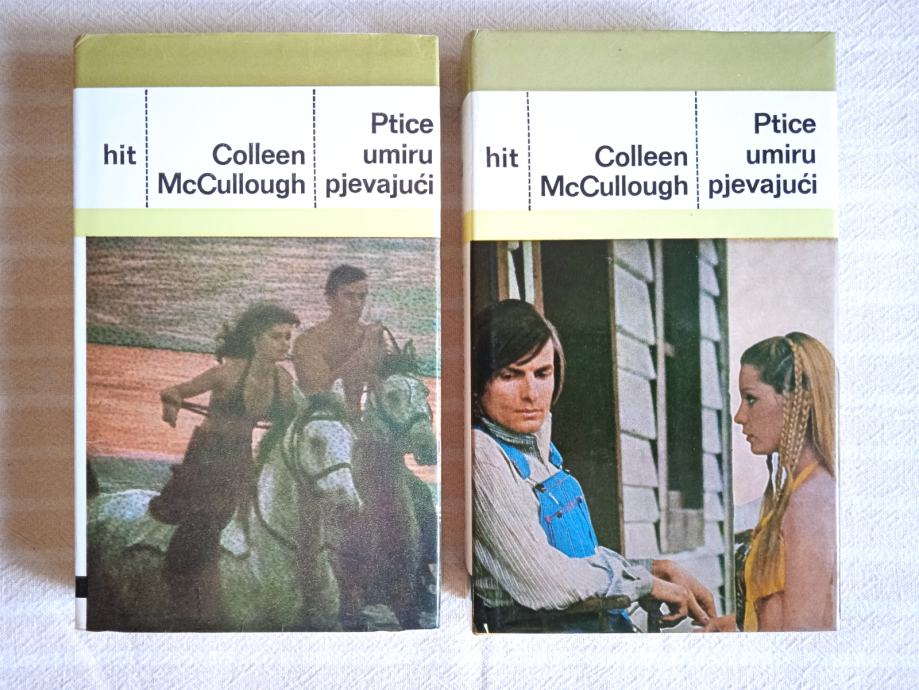 hit
Colleen
McCullough
Ptice
umiru
pjevajući
hit
Colleen
McCullough
Ptice
umiru
pjevajući